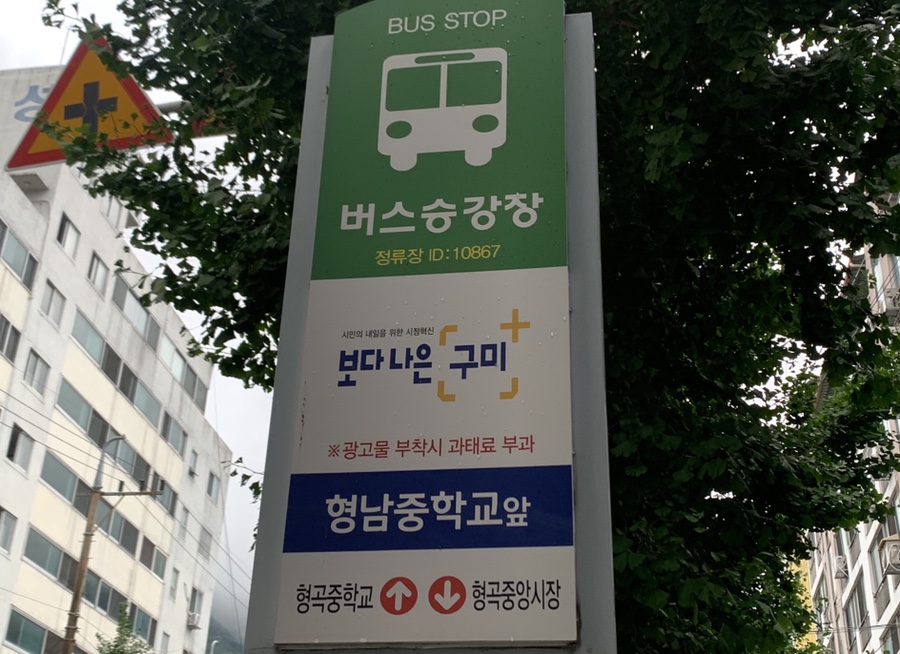 BUS STOP
버스승강장
정류장 ID:10867
시민의 내일을 위한 시정혁신
보다 나은 구미
※광고물 부착시 과태료 부과
형남중학교앞
형곡중학교 형곡중앙시장